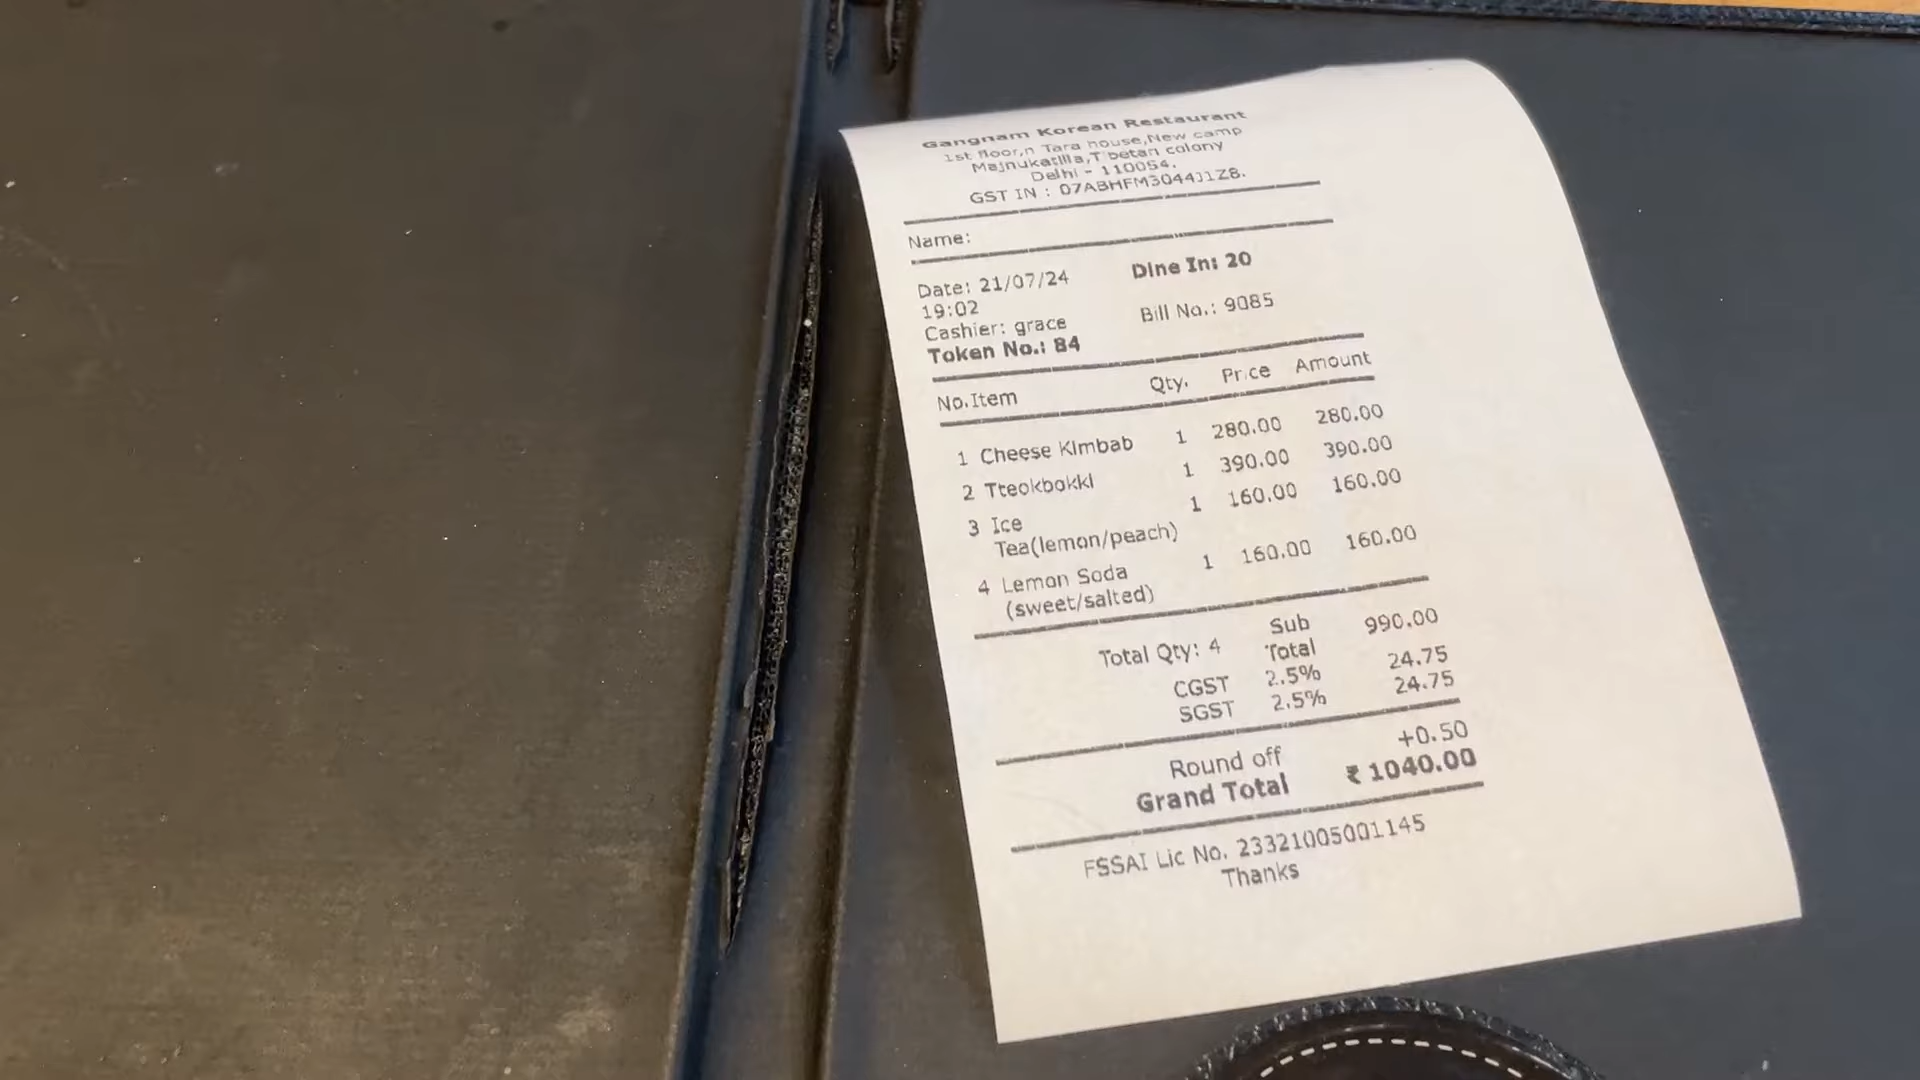 Gangnam Korean Restaurant
1st floor,n Tara house,New camp
Majnukatilla,Tibetan colony
Delhi - 110054.
GST IN : 07ABHFM3044J1Z8.
Name:
Date: 21/07/24 Dine In: 20
19:02
Cashier: grace Bill No.: 9085
Token No.: 84
No.Item Qty. Price Amount
1 Cheese Kimbab 1 280.00 280.00
2 Tteokbokki 1 390.00 390.00
3 Ice 1 160.00 160.00
Tea(lemon/peach)
4 Lemon Soda 1 160.00 160.00
(sweet/salted)
Total Qty: 4 Sub 990.00
Total
CGST 2.5% 24.75
SGST 2.5% 24.75
Round off +0.50
Grand Total ₹ 1040.00
FSSAI Lic No. 23321005001145
Thanks